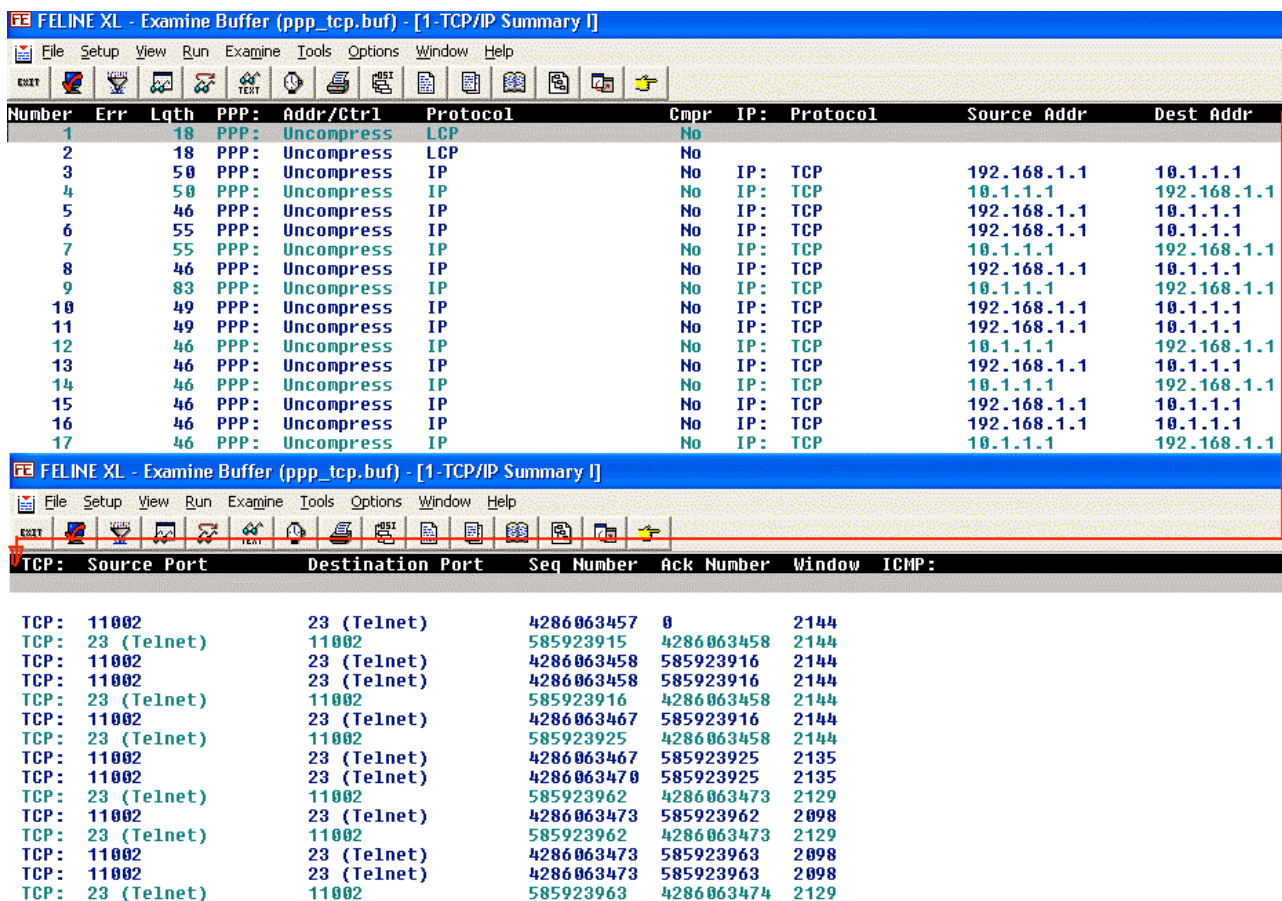 FE FELINE XL - Examine Buffer (ppp_tcp.buf) - [1-TCP/IP Summary I]
File Setup View Run Examine Tools Options Window Help
EXIT TEXT OSI
Number Err Lqth PPP: Addr/Ctrl Protocol Cmpr IP: Protocol Source Addr Dest Addr
1 18 PPP: Uncompress LCP No
2 18 PPP: Uncompress LCP No
3 50 PPP: Uncompress IP No IP: TCP 192.168.1.1 10.1.1.1
4 50 PPP: Uncompress IP No IP: TCP 10.1.1.1 192.168.1.1
5 46 PPP: Uncompress IP No IP: TCP 192.168.1.1 10.1.1.1
6 55 PPP: Uncompress IP No IP: TCP 192.168.1.1 10.1.1.1
7 55 PPP: Uncompress IP No IP: TCP 10.1.1.1 192.168.1.1
8 46 PPP: Uncompress IP No IP: TCP 192.168.1.1 10.1.1.1
9 83 PPP: Uncompress IP No IP: TCP 10.1.1.1 192.168.1.1
10 49 PPP: Uncompress IP No IP: TCP 192.168.1.1 10.1.1.1
11 49 PPP: Uncompress IP No IP: TCP 192.168.1.1 10.1.1.1
12 46 PPP: Uncompress IP No IP: TCP 10.1.1.1 192.168.1.1
13 46 PPP: Uncompress IP No IP: TCP 192.168.1.1 10.1.1.1
14 46 PPP: Uncompress IP No IP: TCP 10.1.1.1 192.168.1.1
15 46 PPP: Uncompress IP No IP: TCP 192.168.1.1 10.1.1.1
16 46 PPP: Uncompress IP No IP: TCP 192.168.1.1 10.1.1.1
17 46 PPP: Uncompress IP No IP: TCP 10.1.1.1 192.168.1.1
FE FELINE XL - Examine Buffer (ppp_tcp.buf) - [1-TCP/IP Summary I]
File Setup View Run Examine Tools Options Window Help
EXIT TEXT OSI
TCP: Source Port Destination Port Seq Number Ack Number Window ICMP:
TCP: 11002 23 (Telnet) 4286063457 0 2144
TCP: 23 (Telnet) 11002 585923915 4286063458 2144
TCP: 11002 23 (Telnet) 4286063458 585923916 2144
TCP: 11002 23 (Telnet) 4286063458 585923916 2144
TCP: 23 (Telnet) 11002 585923916 4286063458 2144
TCP: 11002 23 (Telnet) 4286063467 585923916 2144
TCP: 23 (Telnet) 11002 585923925 4286063458 2144
TCP: 11002 23 (Telnet) 4286063467 585923925 2135
TCP: 11002 23 (Telnet) 4286063470 585923925 2135
TCP: 23 (Telnet) 11002 585923962 4286063473 2129
TCP: 11002 23 (Telnet) 4286063473 585923962 2098
TCP: 23 (Telnet) 11002 585923962 4286063473 2129
TCP: 11002 23 (Telnet) 4286063473 585923963 2098
TCP: 11002 23 (Telnet) 4286063473 585923963 2098
TCP: 23 (Telnet) 11002 585923963 4286063474 2129